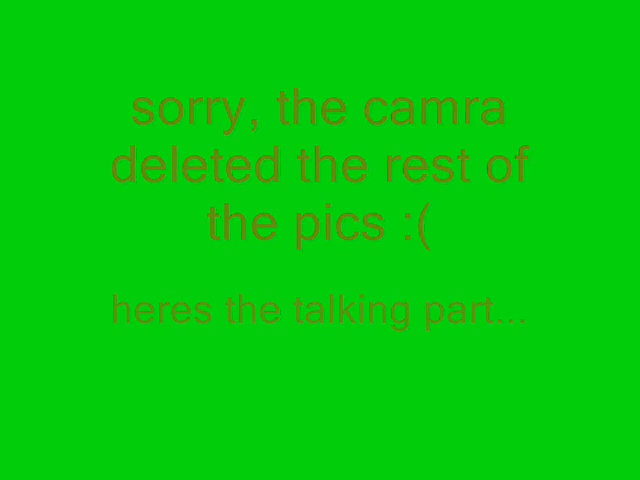 sorry, the camra
deleted the rest of
the pics :(
heres the talking part...